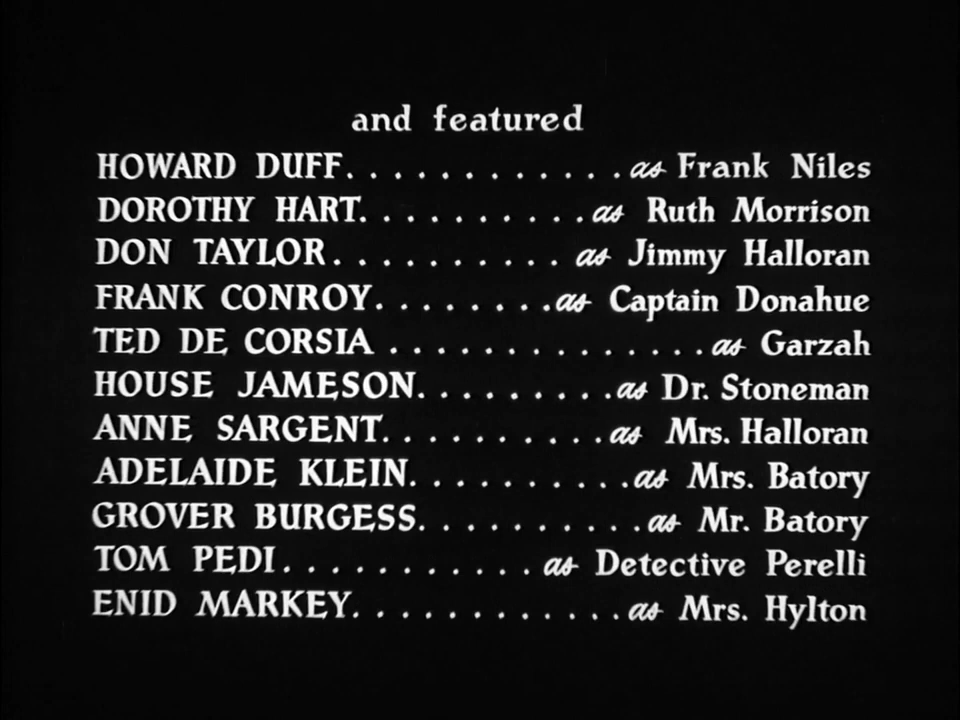 and featured
HOWARD DUFF. . . . . . . . . . . . . as Frank Niles
DOROTHY HART. . . . . . . . . . as Ruth Morrison
DON TAYLOR. . . . . . . . . . as Jimmy Halloran
FRANK CONROY. . . . . . . . as Captain Donahue
TED DE CORSIA . . . . . . . . . . . . . . as Garzah
HOUSE JAMESON. . . . . . . . . as Dr. Stoneman
ANNE SARGENT. . . . . . . . . . as Mrs. Halloran
ADELAIDE KLEIN. . . . . . . . . . as Mrs. Batory
GROVER BURGESS. . . . . . . . . . as Mr. Batory
TOM PEDI. . . . . . . . . . . as Detective Perelli
ENID MARKEY. . . . . . . . . . . . as Mrs. Hylton